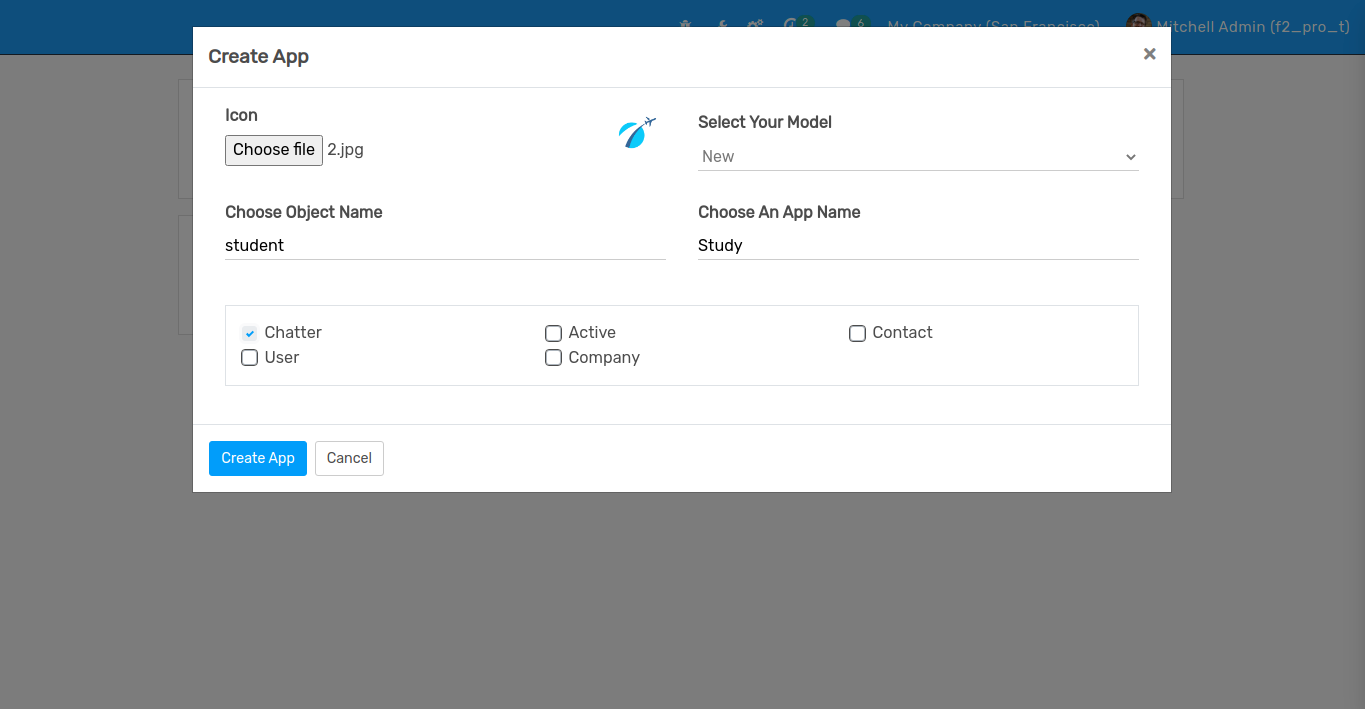 2 6 My Company (San Francisco) Mitchell Admin (f2_pro_t)
Create App ×
Icon
Choose file 2.jpg
Select Your Model
New
Choose Object Name
student
Choose An App Name
Study
Chatter Active Contact
User Company
Create App Cancel